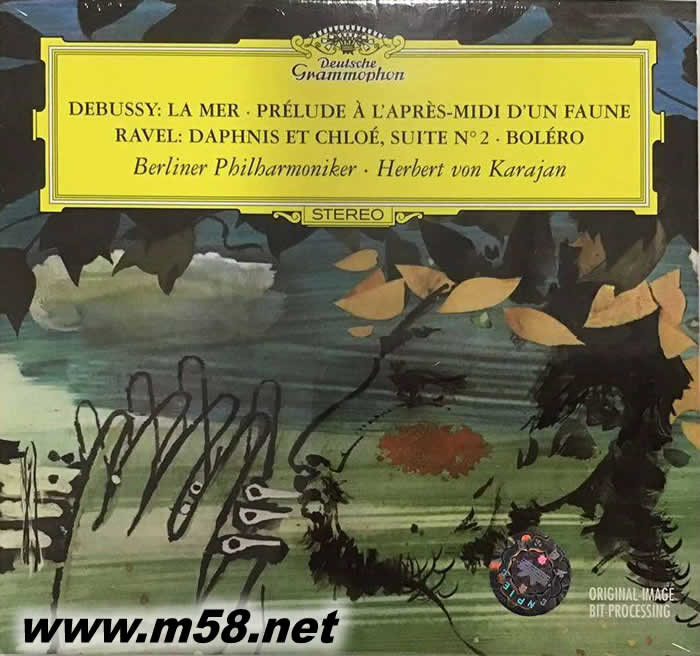 Deutsche
Grammophon
DEBUSSY: LA MER · PRÉLUDE À L'APRÈS-MIDI D'UN FAUNE
RAVEL: DAPHNIS ET CHLOÉ, SUITE N° 2 · BOLÉRO
Berliner Philharmoniker · Herbert von Karajan
STEREO
ORIGINAL-IMAGE
BIT-PROCESSING
www.m58.net